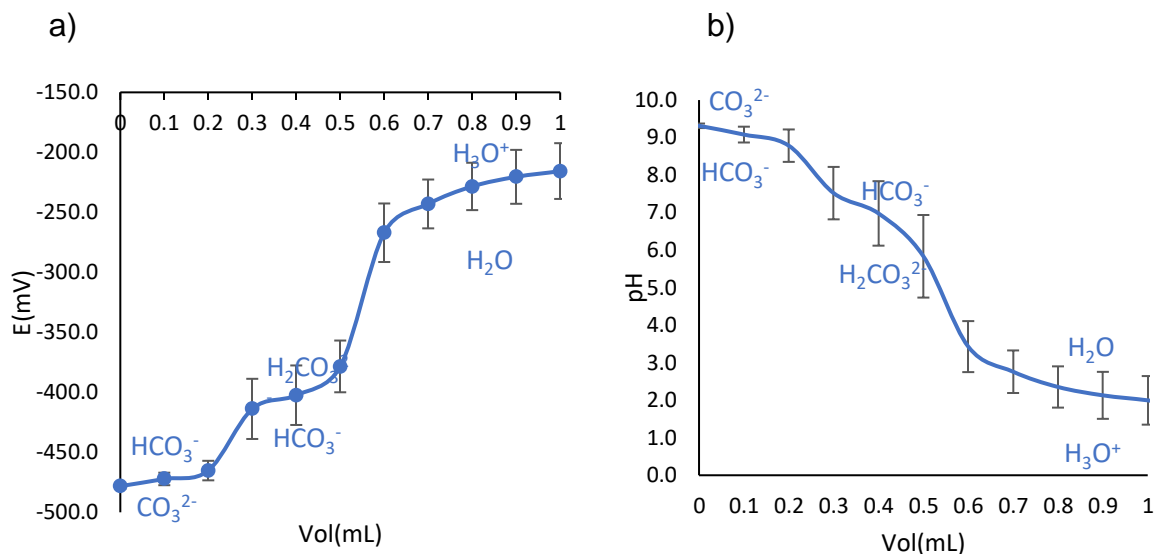 a)
-150.0
0 0.1 0.2 0.3 0.4 0.5 0.6 0.7 0.8 0.9 1
-200.0
-250.0
-300.0
-350.0
-400.0
-450.0
-500.0
E(mV)
H₃O⁺
H₂O
H₂CO₃²⁻
HCO₃⁻
HCO₃⁻
CO₃²⁻
Vol(mL)
b)
10.0
9.0
8.0
7.0
6.0
5.0
4.0
3.0
2.0
1.0
0.0
pH
CO₃²⁻
HCO₃⁻
HCO₃⁻
H₂CO₃²⁻
H₂O
H₃O⁺
0 0.1 0.2 0.3 0.4 0.5 0.6 0.7 0.8 0.9 1
Vol(mL)